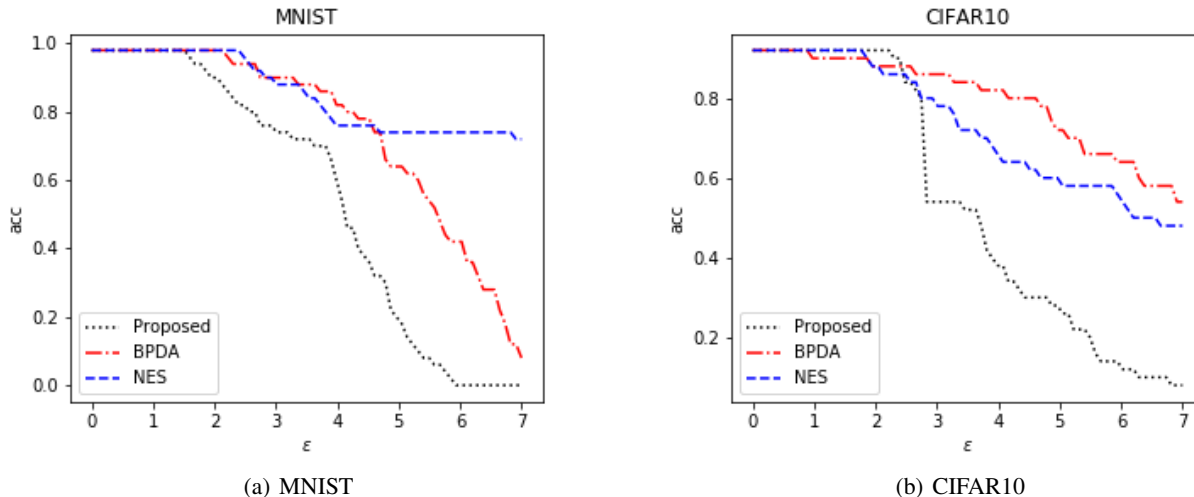 MNIST
1.0
0.8
0.6
0.4
0.2
0.0
acc
Proposed
BPDA
NES
0 1 2 3 4 5 6 7
ε
(a) MNIST
CIFAR10
0.8
0.6
0.4
0.2
acc
Proposed
BPDA
NES
0 1 2 3 4 5 6 7
ε
(b) CIFAR10